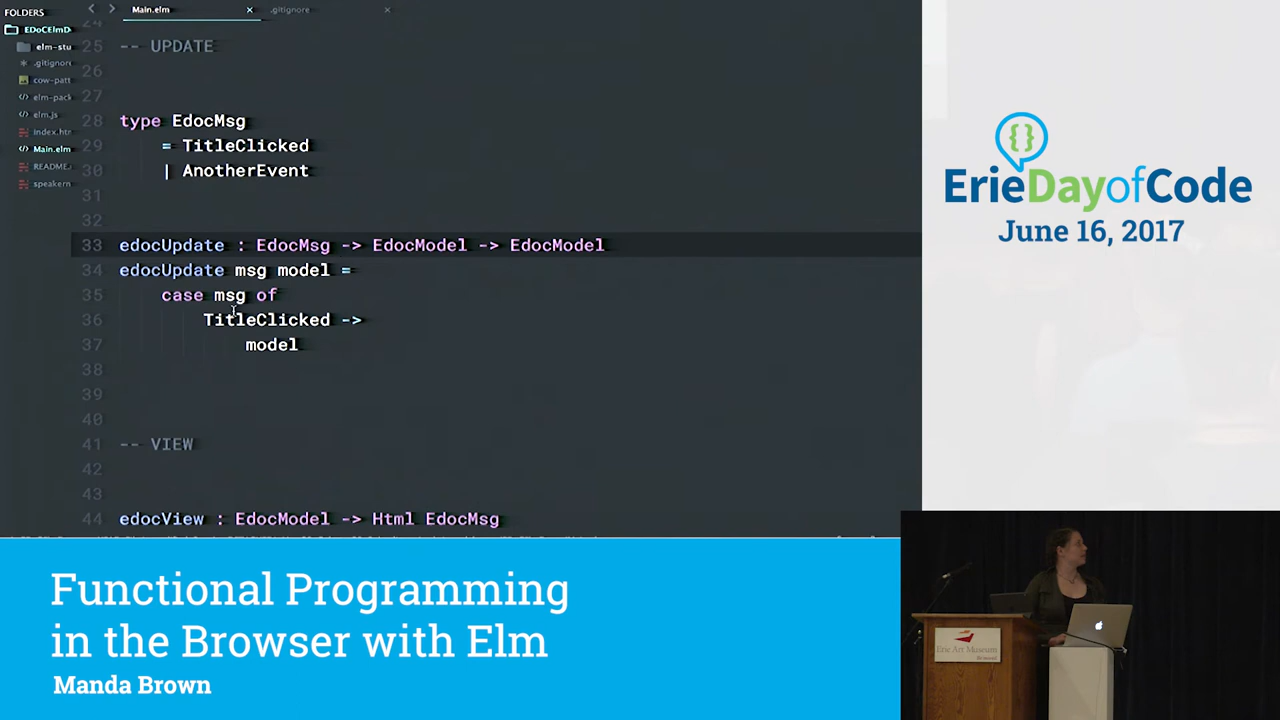 FOLDERS
EDoCElmD
elm-stu
.gitignore
cow-patt
elm-pack
elm.js
index.htm
Main.elm
README.
speakern
Main.elm
.gitignore
24
25 -- UPDATE
26
27
28 type EdocMsg
29 = TitleClicked
30 | AnotherEvent
31
32
33 edocUpdate : EdocMsg -> EdocModel -> EdocModel
34 edocUpdate msg model =
35 case msg of
36 TitleClicked ->
37 model
38
39
40
41 -- VIEW
42
43
44 edocView : EdocModel -> Html EdocMsg
{}
ErieDayofCode
June 16, 2017
Functional Programming
in the Browser with Elm
Manda Brown
Erie Art Museum